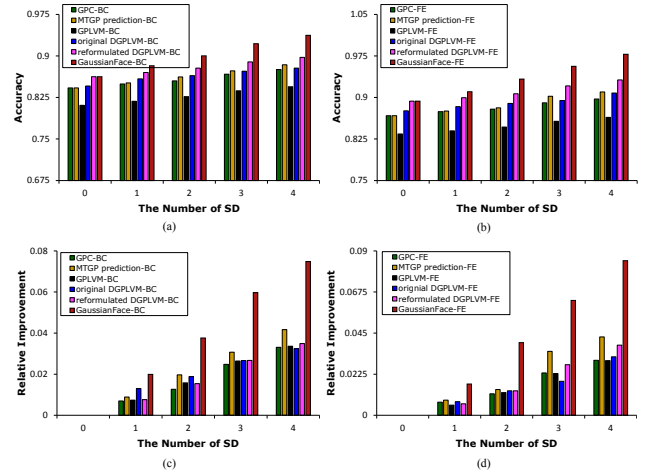 0.975
0.9
0.825
0.75
0.675
Accuracy
GPC-BC
MTGP prediction-BC
GPLVM-BC
original DGPLVM-BC
reformulated DGPLVM-BC
GaussianFace-BC
0 1 2 3 4
The Number of SD
(a)
1.05
0.975
0.9
0.825
0.75
Accuracy
GPC-FE
MTGP prediction-FE
GPLVM-FE
original DGPLVM-FE
reformulated DGPLVM-FE
GaussianFace-FE
0 1 2 3 4
The Number of SD
(b)
0.08
0.06
0.04
0.02
0
Relative Improvement
GPC-BC
MTGP prediction-BC
GPLVM-BC
original DGPLVM-BC
reformulated DGPLVM-BC
GaussianFace-BC
0 1 2 3 4
The Number of SD
(c)
0.09
0.0675
0.045
0.0225
0
Relative Improvement
GPC-FE
MTGP prediction-FE
GPLVM-FE
orignial DGPLVM-FE
reformulated DGPLVM-FE
GaussianFace-FE
0 1 2 3 4
The Number of SD
(d)